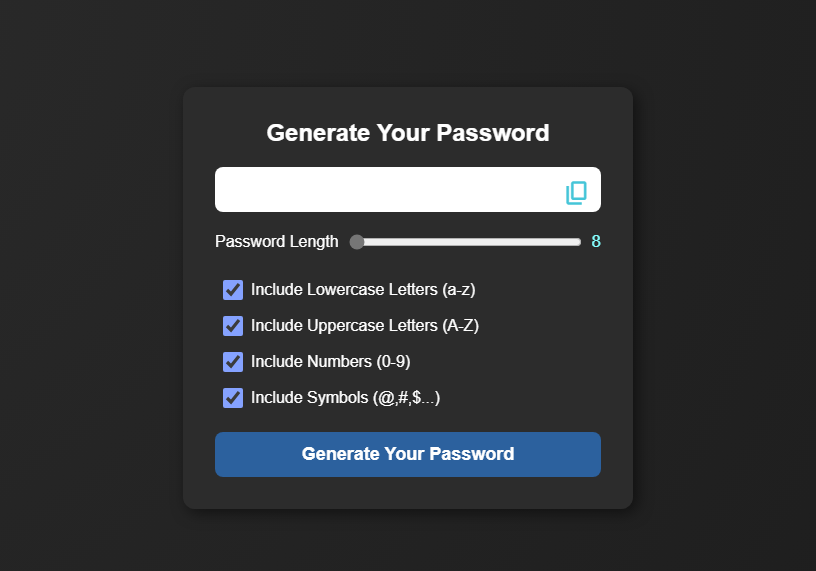 Generate Your Password
Password Length 8
Include Lowercase Letters (a-z)
Include Uppercase Letters (A-Z)
Include Numbers (0-9)
Include Symbols (@,#,$...)
Generate Your Password